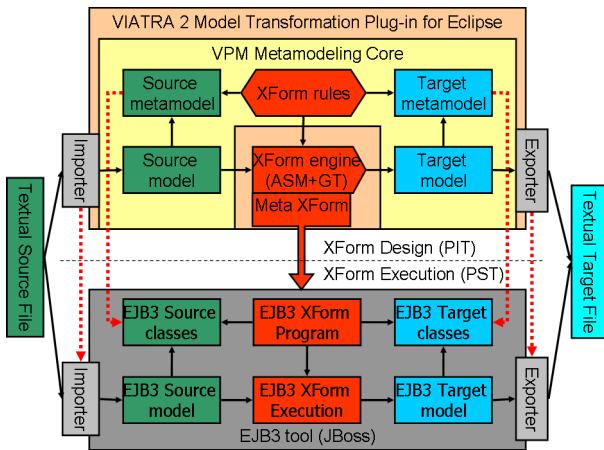 VIATRA 2 Model Transformation Plug-in for Eclipse
VPM Metamodeling Core
Source
metamodel
XForm rules
Target
metamodel
Importer
Source
model
XForm engine
(ASM+GT)
Meta XForm
Target
model
Exporter
Textual Source File
Textual Target File
XForm Design (PIT)
XForm Execution (PST)
EJB3 Source
classes
EJB3 XForm
Program
EJB3 Target
classes
Importer
EJB3 Source
model
EJB3 XForm
Execution
EJB3 Target
model
Exporter
EJB3 tool (JBoss)